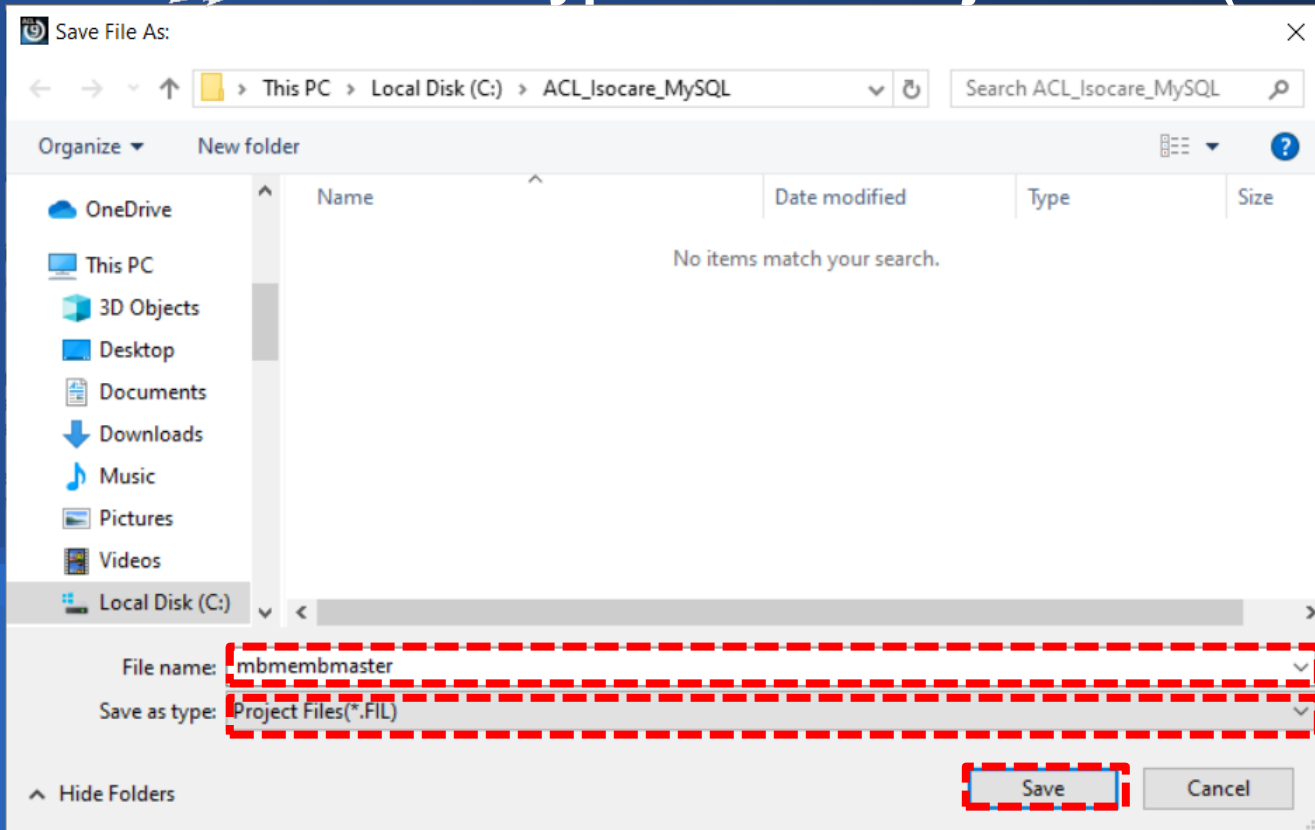 Save File As:
This PC > Local Disk (C:) > ACL_Isocare_MySQL
Search ACL_Isocare_MySQL
Organize
New folder
Name
Date modified
Type
Size
No items match your search.
OneDrive
This PC
3D Objects
Desktop
Documents
Downloads
Music
Pictures
Videos
Local Disk (C:)
File name: mbmembmaster
Save as type: Project Files(*.FIL)
Hide Folders
Save
Cancel